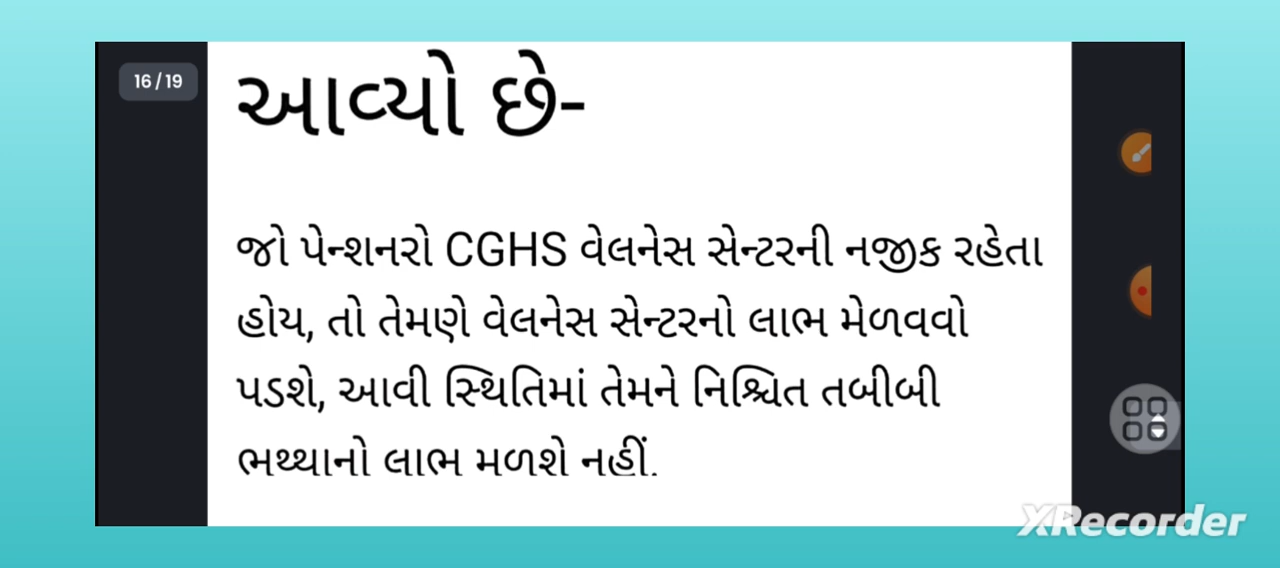 16/19
આવ્યો છે-
જો પેન્શનરો CGHS વેલનેસ સેન્ટરની નજીક રહેતા
હોય, તો તેમણે વેલનેસ સેન્ટરનો લાભ મેળવવો
પડશે, આવી સ્થિતિમાં તેમને નિશ્ચિત તબીબી
ભથ્થાનો લાભ મળશે નહીં.
XRecorder